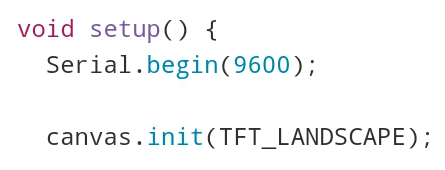 void setup() {
  Serial.begin(9600);

  canvas.init(TFT_LANDSCAPE);